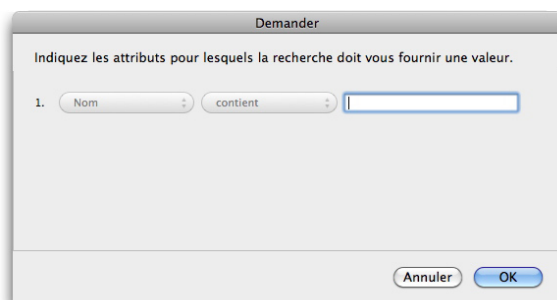 Demander
Indiquez les attributs pour lesquels la recherche doit vous fournir une valeur.
1. Nom contient
Annuler OK